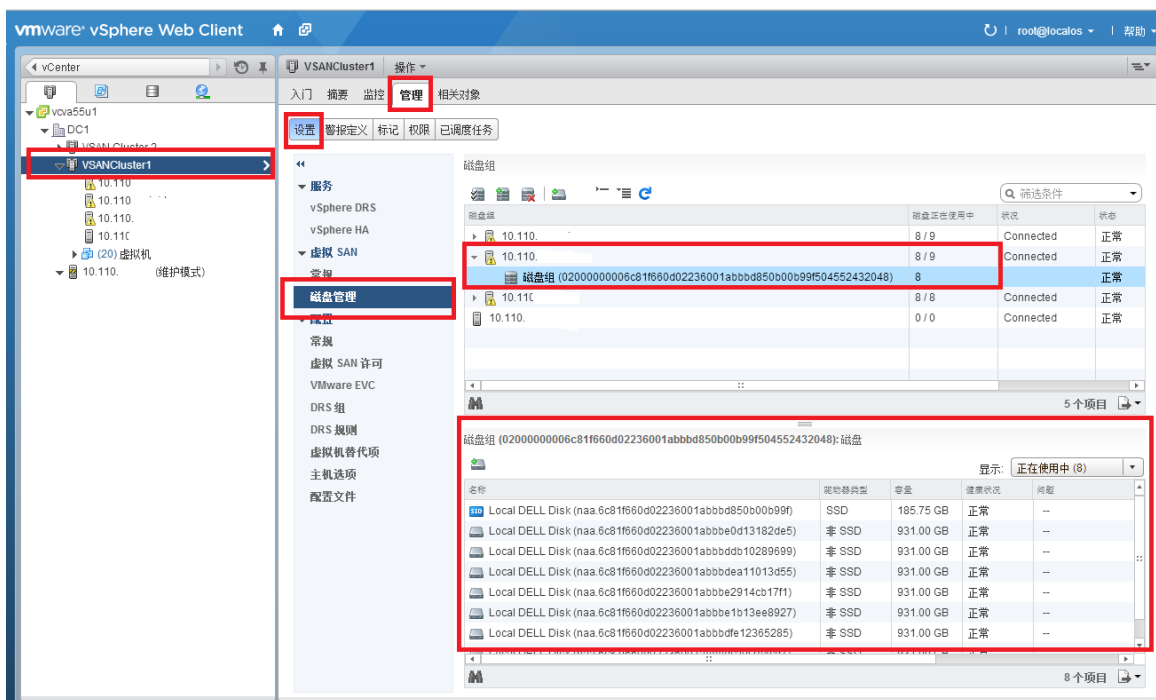 vmware® vSphere Web Client
root@localos
帮助
vCenter
vcva55u1
DC1
VSAN Cluster 2
VSANCluster1
10.110
10.110
10.110.
10.110
(20) 虚拟机
10.110. (维护模式)
VSANCluster1 操作
入门 摘要 监控 管理 相关对象
设置 警报定义 标记 权限 已调度任务
服务
vSphere DRS
vSphere HA
虚拟 SAN
常规
磁盘管理
配置
常规
虚拟 SAN 许可
VMware EVC
DRS 组
DRS 规则
虚拟机替代项
主机选项
配置文件
磁盘组
筛选条件
磁盘组 磁盘正在使用中 状况 状态
10.110. 8 / 9 Connected 正常
10.110. 8 / 9 Connected 正常
磁盘组 (02000000006c81f660d02236001abbbd850b00b99f504552432048) 8 正常
10.110 8 / 8 Connected 正常
10.110. 0 / 0 Connected 正常
5个项目
磁盘组 (02000000006c81f660d02236001abbbd850b00b99f504552432048): 磁盘
显示: 正在使用中 (8)
名称 驱动器类型 容量 健康状况 问题
SSD Local DELL Disk (naa.6c81f660d02236001abbbd850b00b99f) SSD 185.75 GB 正常 --
Local DELL Disk (naa.6c81f660d02236001abbbe0d13182de5) 非 SSD 931.00 GB 正常 --
Local DELL Disk (naa.6c81f660d02236001abbbddb10289699) 非 SSD 931.00 GB 正常 --
Local DELL Disk (naa.6c81f660d02236001abbbdea11013d55) 非 SSD 931.00 GB 正常 --
Local DELL Disk (naa.6c81f660d02236001abbbe2914cb17f1) 非 SSD 931.00 GB 正常 --
Local DELL Disk (naa.6c81f660d02236001abbbe1b13ee8927) 非 SSD 931.00 GB 正常 --
Local DELL Disk (naa.6c81f660d02236001abbbdfe12365285) 非 SSD 931.00 GB 正常 --
8个项目